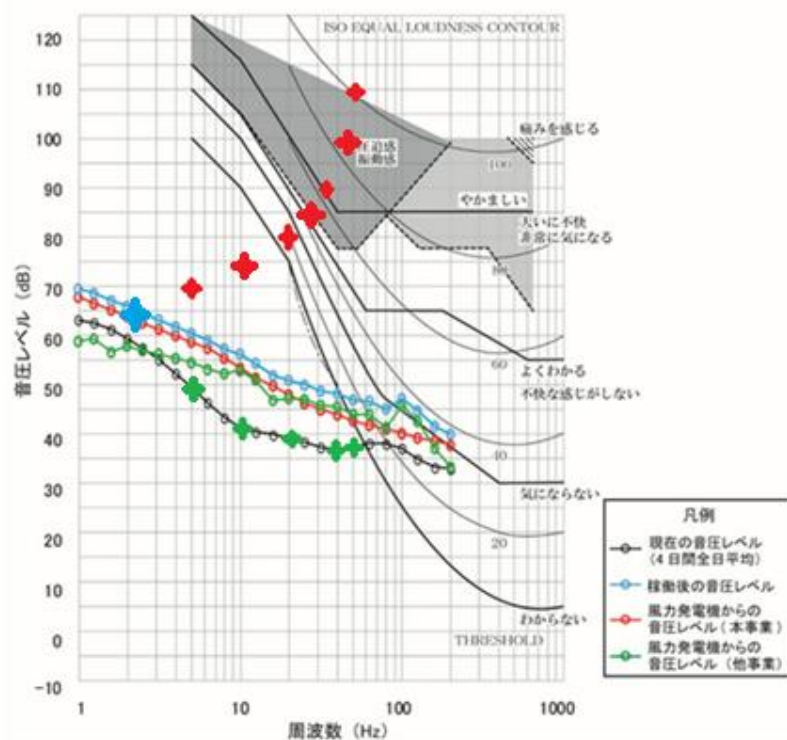 ISO EQUAL LOUDNESS CONTOUR
120
110
100
90
80
70
60
50
40
30
20
10
0
-10
音圧レベル（dB）
痛みを感じる
100
圧迫感
振動感
やかましい
大いに不快
非常に気になる
80
60
よくわかる
不快な感じがしない
40
気にならない
20
わからない
THRESHOLD
1
10
100
1000
周波数（Hz）
凡例
現在の音圧レベル
（4日間全日平均）
稼働後の音圧レベル
風力発電機からの
音圧レベル（本事業）
風力発電機からの
音圧レベル（他事業）